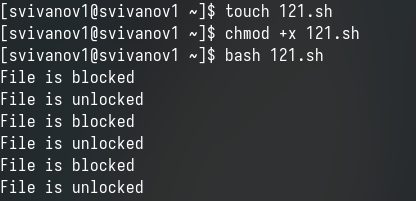 [svivanov1@svivanov1 ~]$ touch 121.sh
[svivanov1@svivanov1 ~]$ chmod +x 121.sh
[svivanov1@svivanov1 ~]$ bash 121.sh
File is blocked
File is unlocked
File is blocked
File is unlocked
File is blocked
File is unlocked